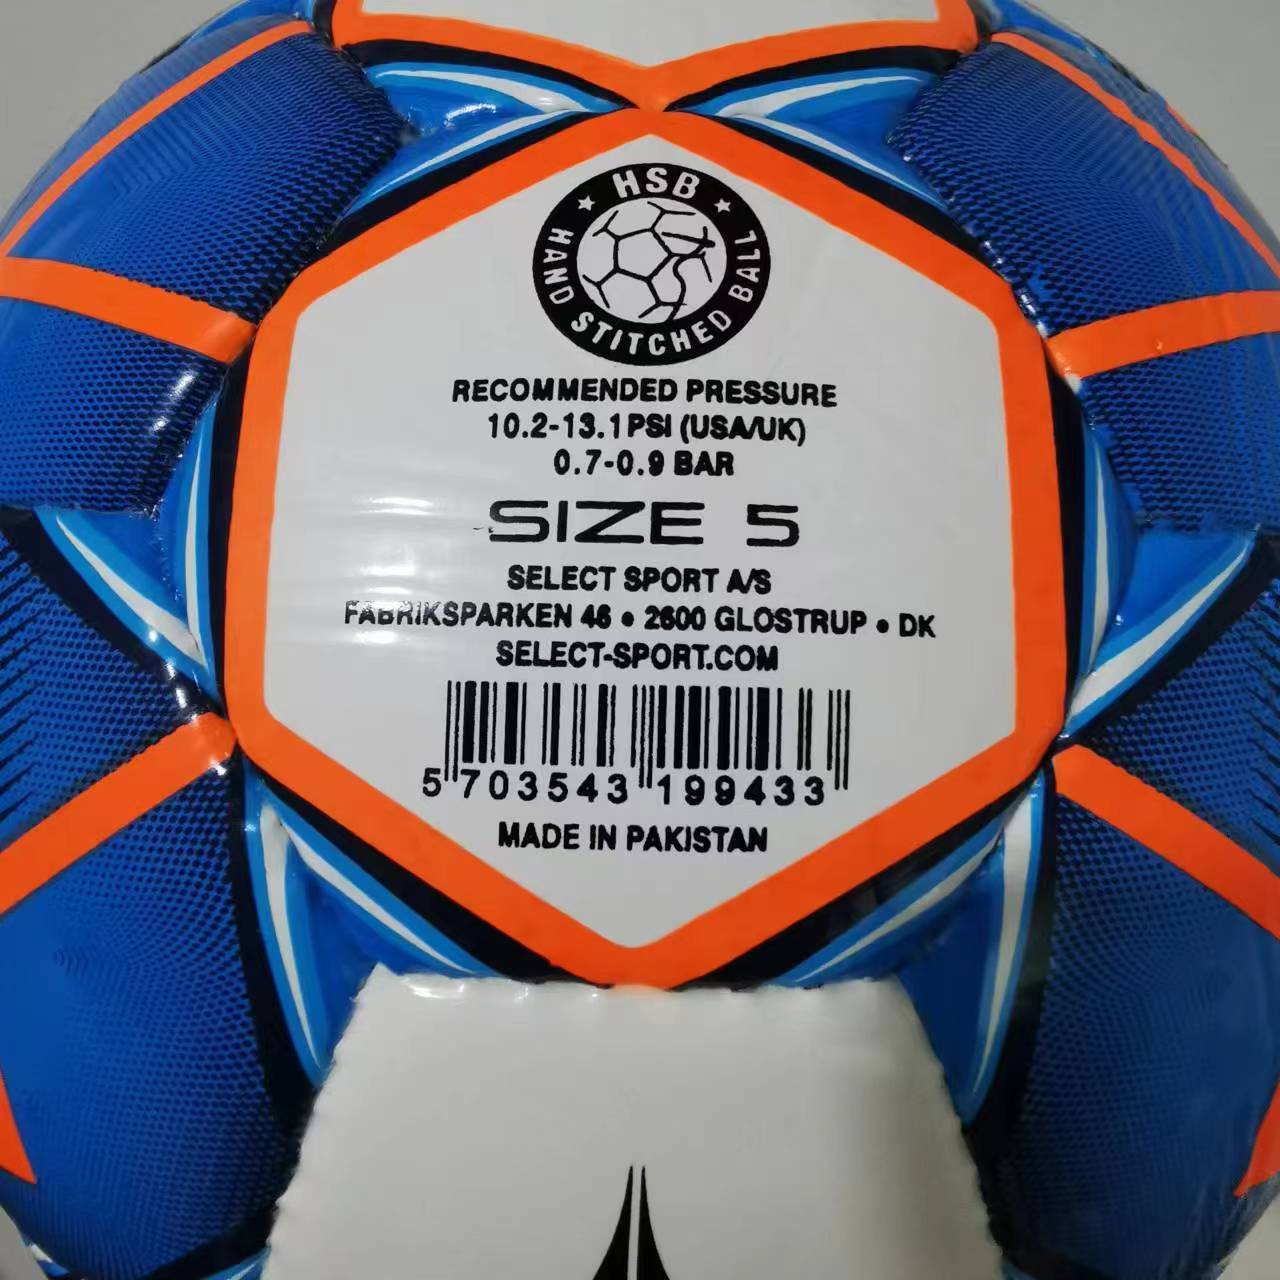 HSB
HAND STITCHED BALL
RECOMMENDED PRESSURE
10.2-13.1PSI (USA/UK)
0.7-0.9 BAR
SIZE 5
SELECT SPORT A/S
FABRIKSPARKEN 46 • 2600 GLOSTRUP • DK
SELECT-SPORT.COM
5 703543 199433
MADE IN PAKISTAN